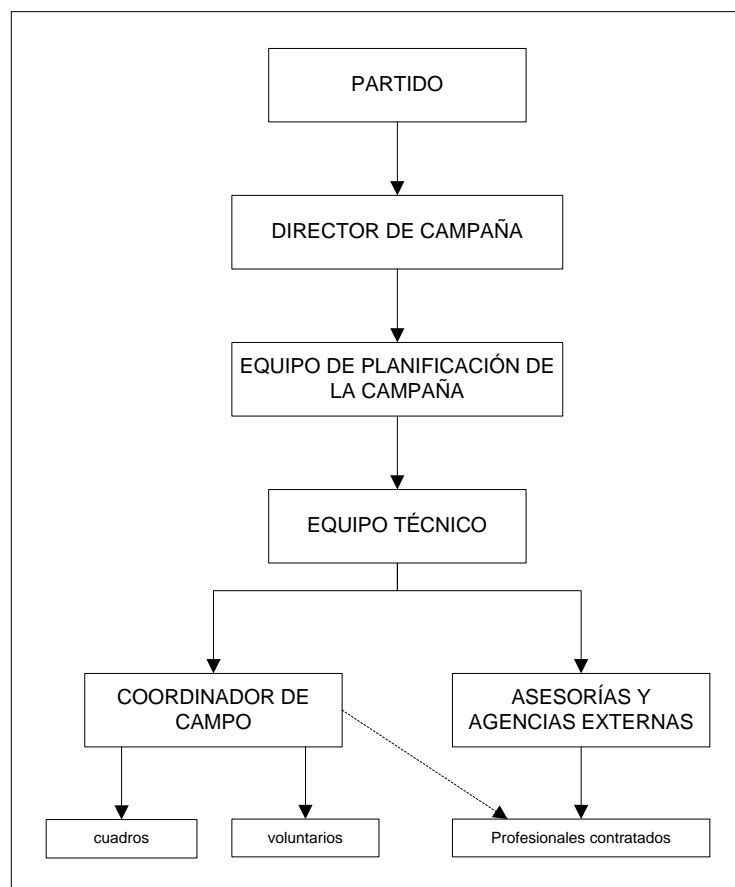 PARTIDO
DIRECTOR DE CAMPAÑA
EQUIPO DE PLANIFICACIÓN DE
LA CAMPAÑA
EQUIPO TÉCNICO
COORDINADOR DE
CAMPO
ASESORÍAS Y
AGENCIAS EXTERNAS
cuadros
voluntarios
Profesionales contratados